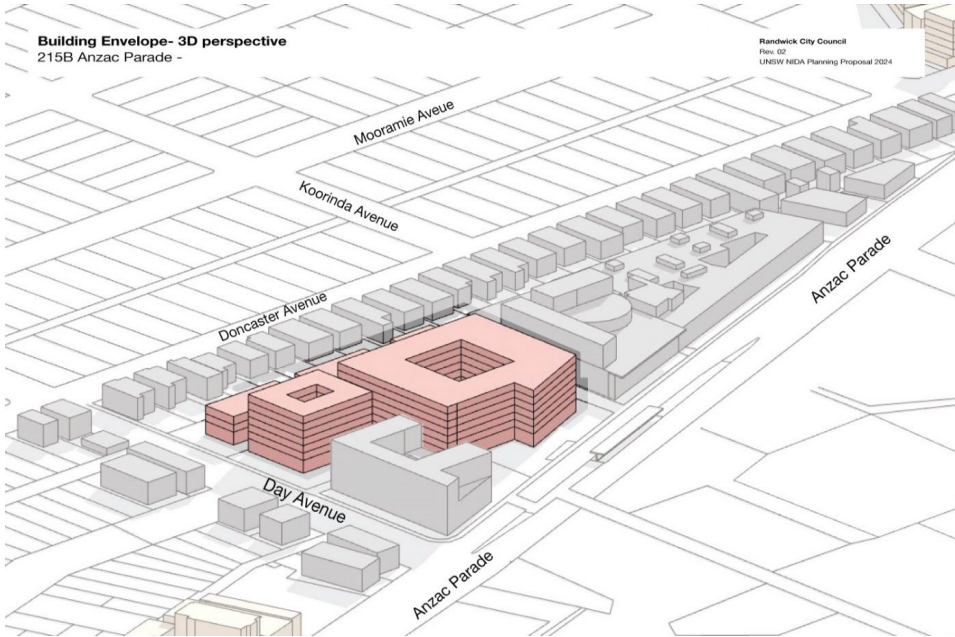 Building Envelope- 3D perspective
215B Anzac Parade -
Randwick City Council
Rev. 02
UNSW NIDA Planning Proposal 2024
Mooramie Aveue
Koorinda Avenue
Doncaster Avenue
Anzac Parade
Day Avenue
Anzac Parade